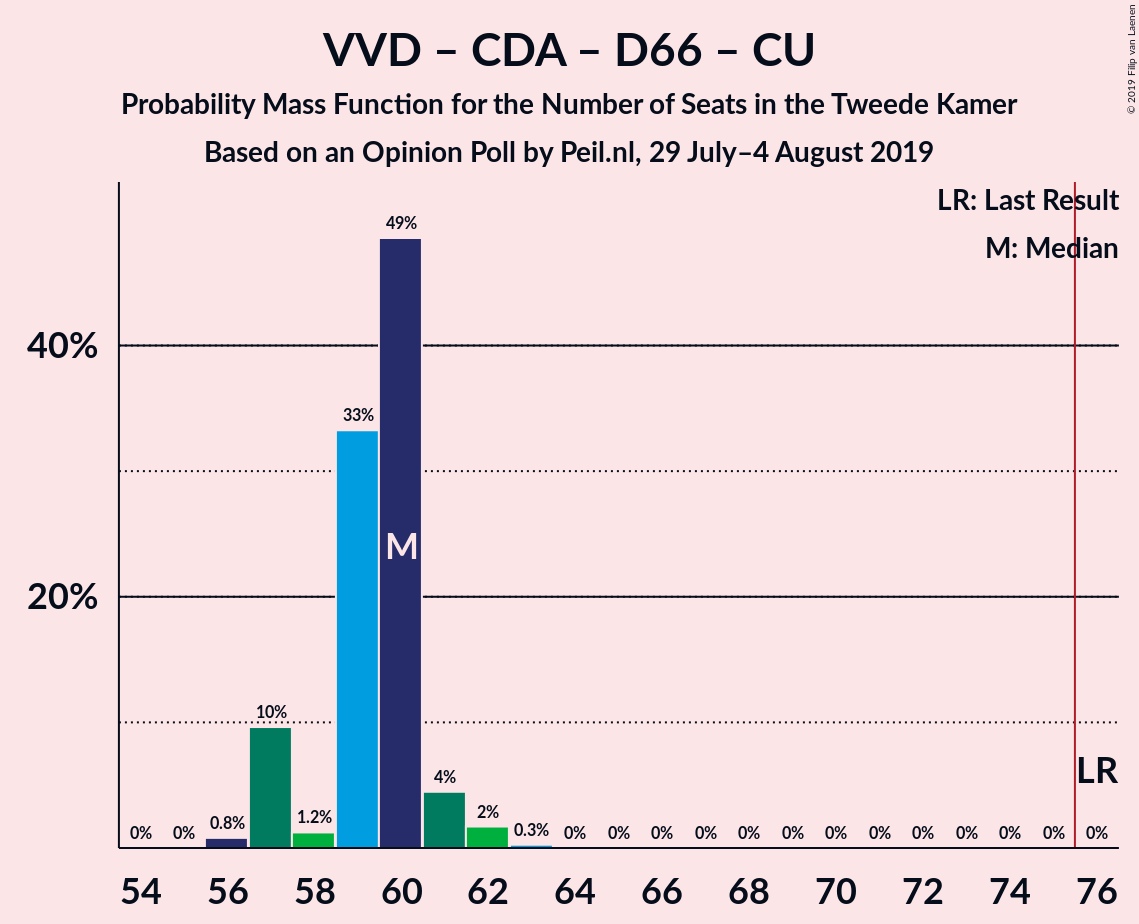 VVD – CDA – D66 – CU
Probability Mass Function for the Number of Seats in the Tweede Kamer
Based on an Opinion Poll by Peil.nl, 29 July–4 August 2019
© 2019 Filip van Laenen
LR: Last Result
M: Median
49%
40%
33%
M
20%
10%
LR
4%
2%
0% 0% 0.8% 1.2% 0.3% 0% 0% 0% 0% 0% 0% 0% 0% 0% 0% 0% 0% 0%
54 56 58 60 62 64 66 68 70 72 74 76